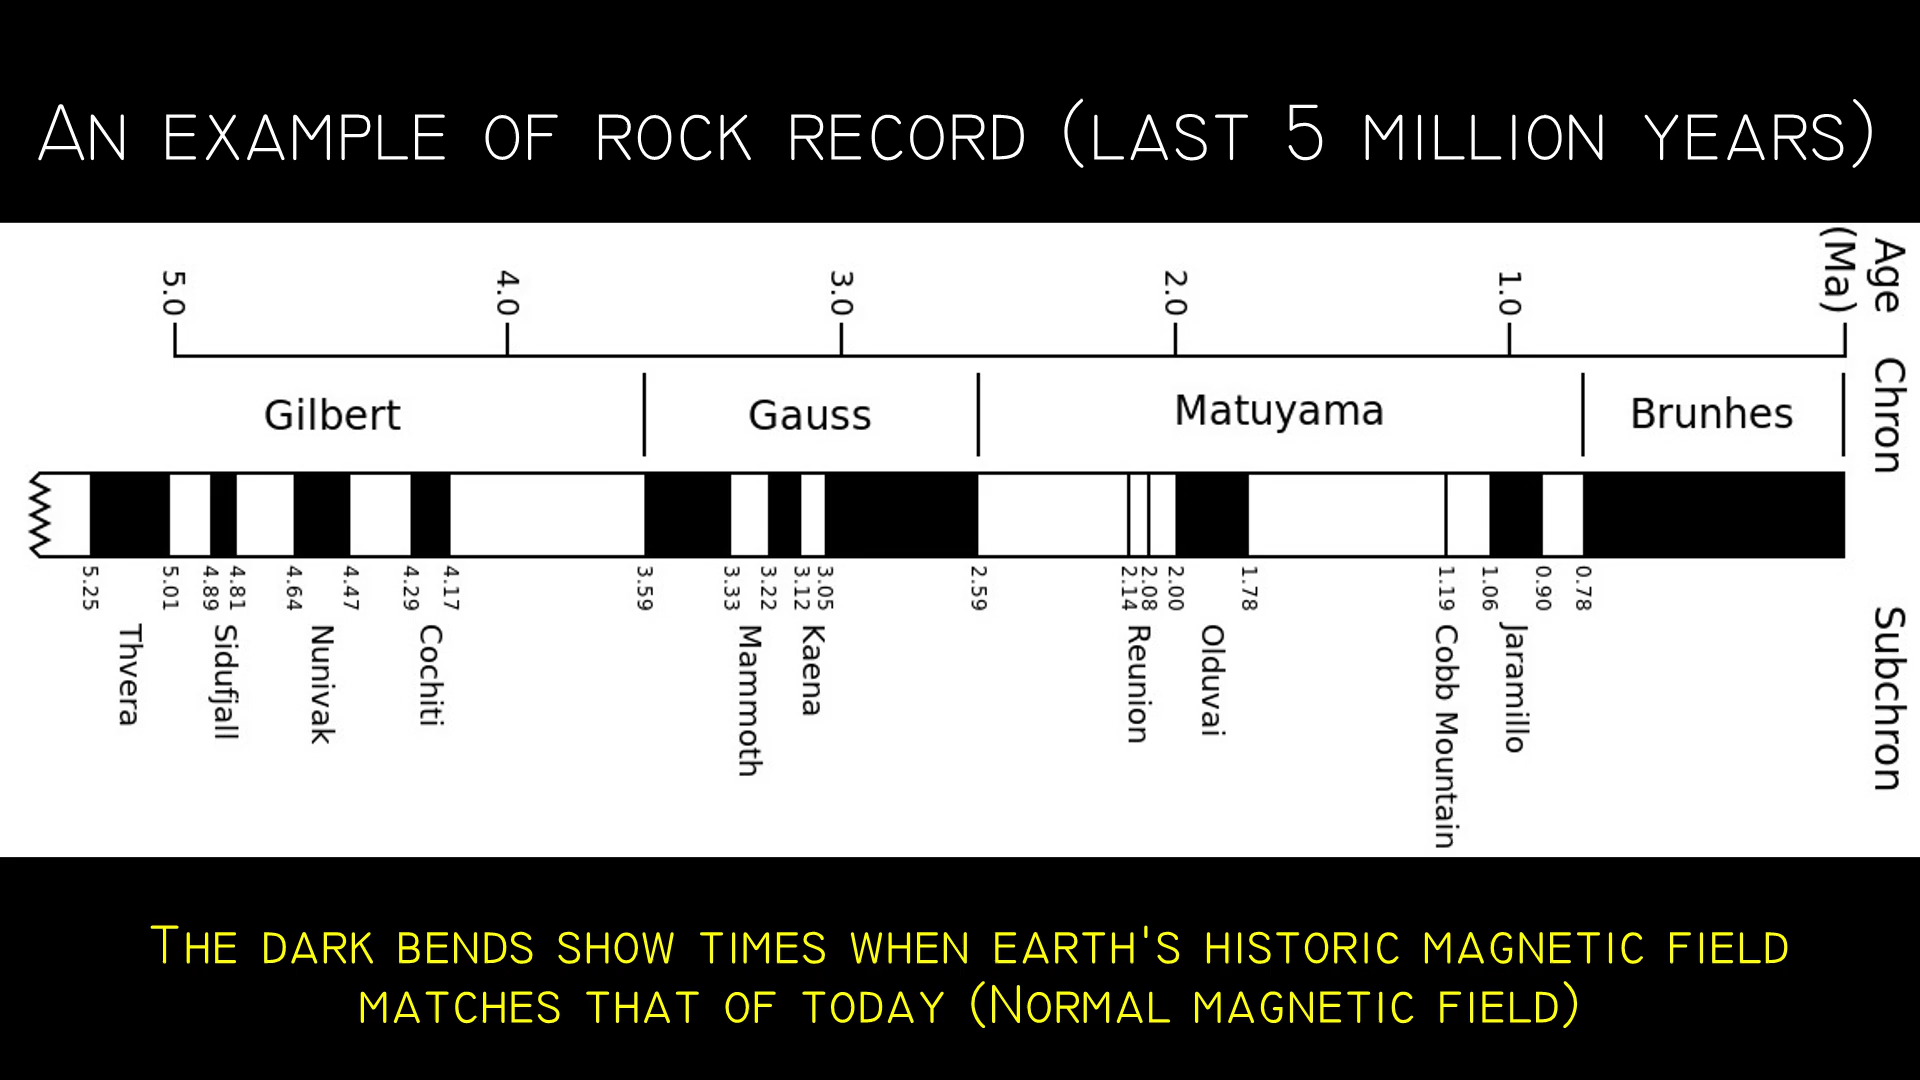 An example of rock record (last 5 million years)
Age
(Ma)
5.0
4.0
3.0
2.0
1.0
Chron
Gilbert
Gauss
Matuyama
Brunhes
5.25
5.01
4.89
4.81
4.64
4.47
4.29
4.17
3.59
3.33
3.22
3.12
3.05
2.59
2.14
2.08
2.00
1.78
1.19
1.06
0.90
0.78
Subchron
Thvera
Sidufjall
Nunivak
Cochiti
Mammoth
Kaena
Reunion
Olduvai
Cobb Mountain
Jaramillo
The dark bends show times when earth's historic magnetic field
matches that of today (Normal magnetic field)